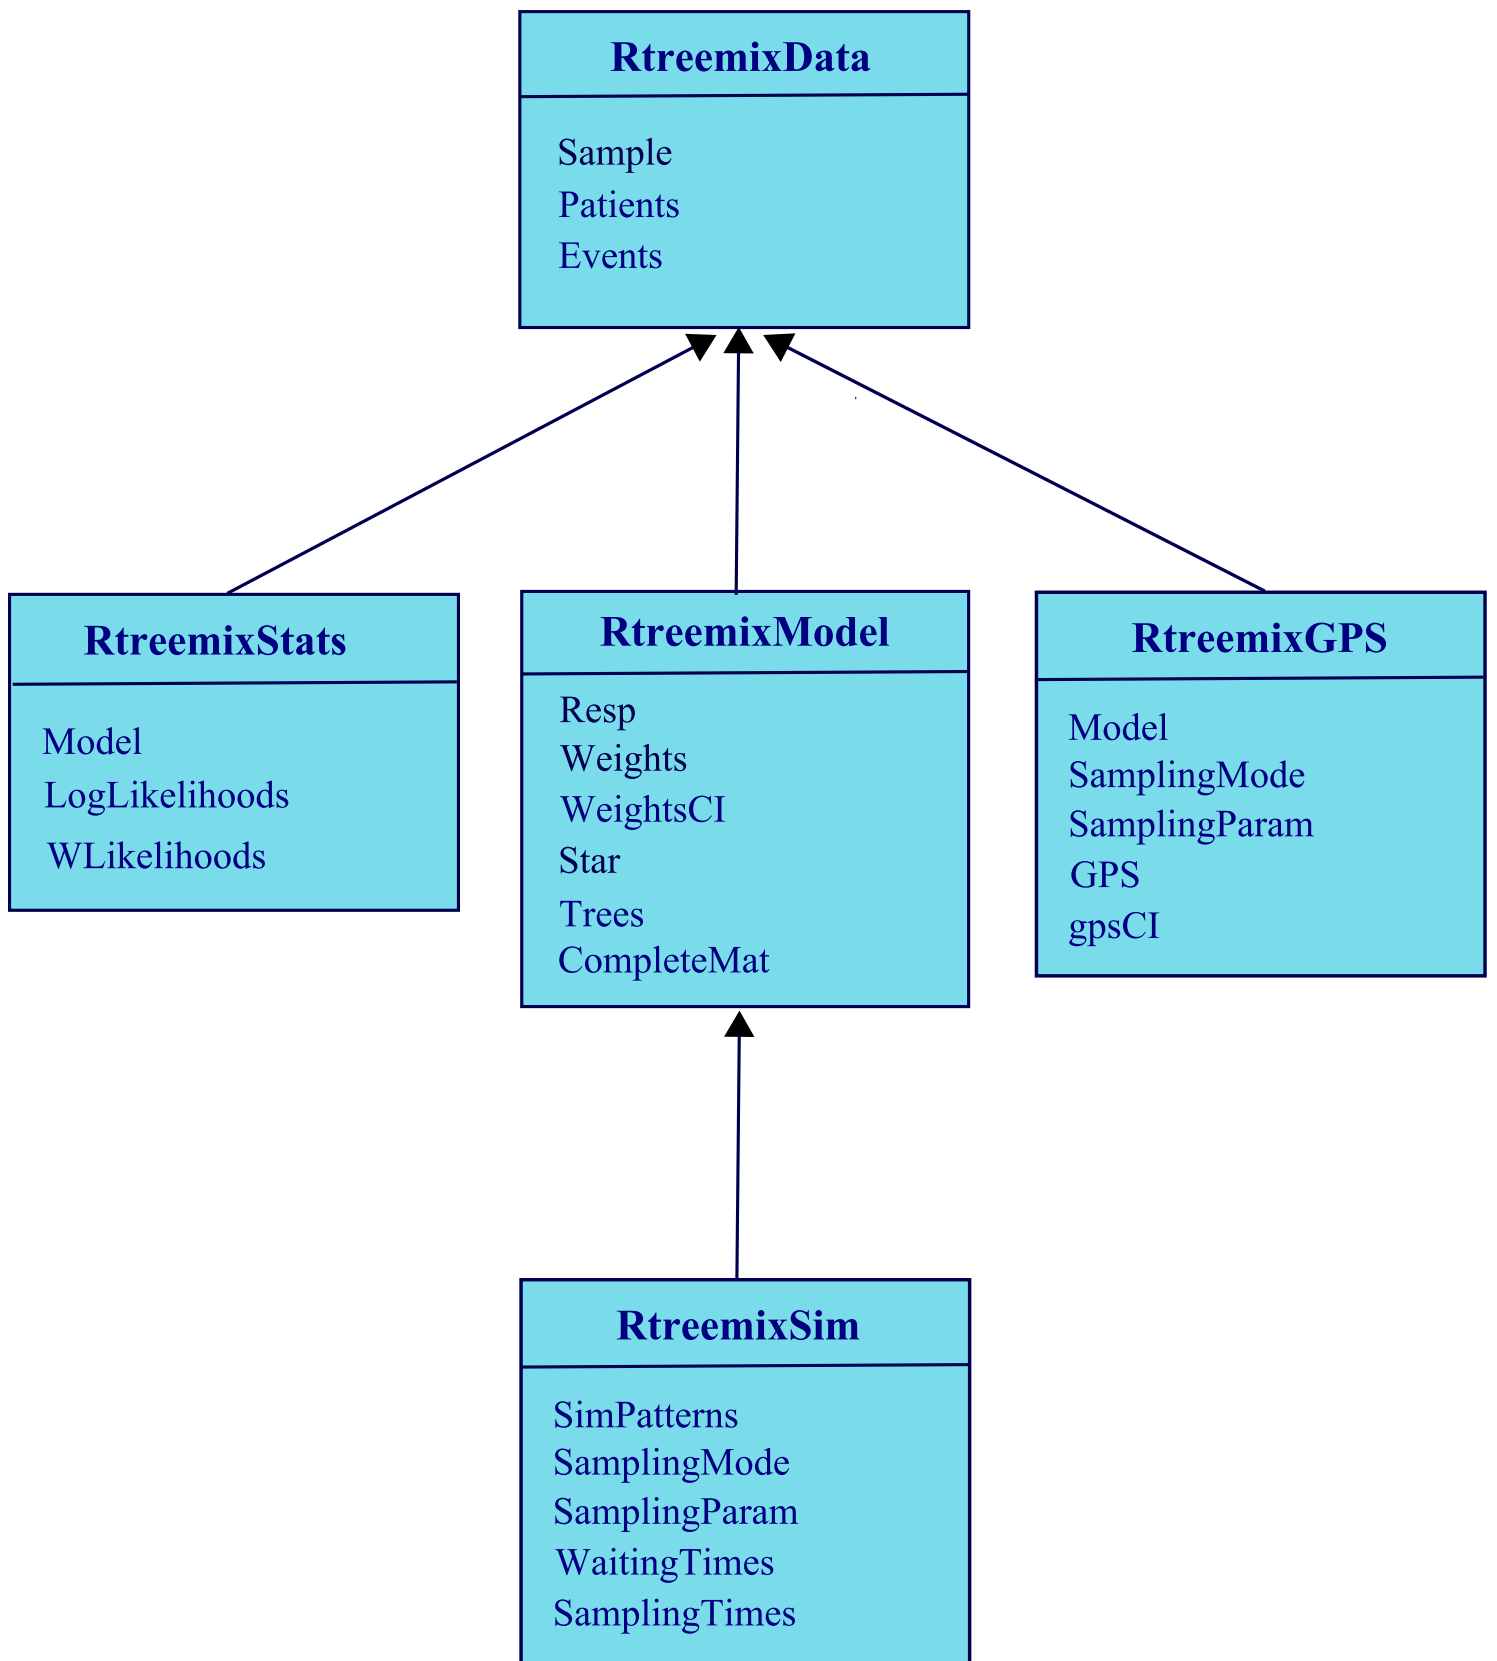 RtreemixData
Sample
Patients
Events
RtreemixStats
Model
LogLikelihoods
WLikelihoods
RtreemixModel
Resp
Weights
WeightsCI
Star
Trees
CompleteMat
RtreemixGPS
Model
SamplingMode
SamplingParam
GPS
gpsCI
RtreemixSim
SimPatterns
SamplingMode
SamplingParam
WaitingTimes
SamplingTimes